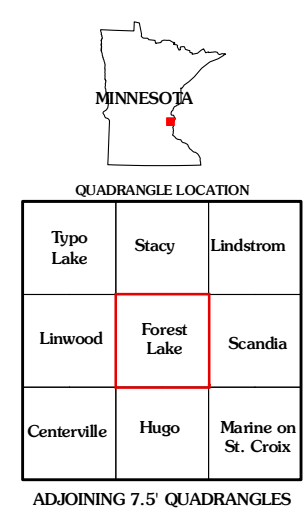 MINNESOTA
QUADRANGLE LOCATION
Typo
Lake
Stacy
Lindstrom
Linwood
Forest
Lake
Scandia
Centerville
Hugo
Marine on
St. Croix
ADJOINING 7.5' QUADRANGLES